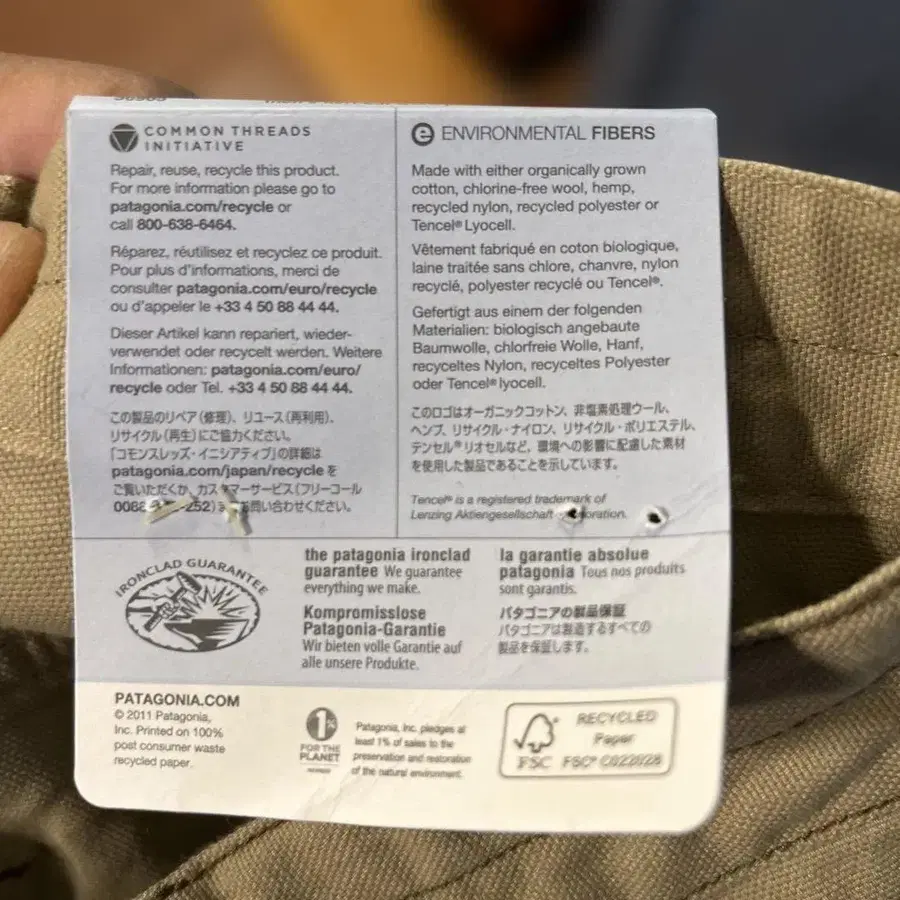 COMMON THREADS
INITIATIVE
Repair, reuse, recycle this product.
For more information please go to
patagonia.com/recycle or
call 800-638-6464.
Réparez, réutilisez et recyclez ce produit.
Pour plus d'informations, merci de
consulter patagonia.com/euro/recycle
ou d'appeler le +33 4 50 88 44 44.
Dieser Artikel kann repariert, wieder-
verwendet oder recycelt werden. Weitere
Informationen: patagonia.com/euro/
recycle oder Tel. +33 4 50 88 44 44.
この製品のリペア(修理)、リユース(再利用)、
リサイクル(再生)にご協力ください。
「コモンスレッズ・イニシアティブ」の詳細は
patagonia.com/japan/recycle を
ご覧いただくか、カスタマーサービス(フリーコール
252) お問い合わせください。
e ENVIRONMENTAL FIBERS
Made with either organically grown
cotton, chlorine-free wool, hemp,
recycled nylon, recycled polyester or
Tencel® Lyocell.
Vêtement fabriqué en coton biologique,
laine traitée sans chlore, chanvre, nylon
recyclé, polyester recyclé ou Tencel®.
Gefertigt aus einem der folgenden
Materialien: biologisch angebaute
Baumwolle, chlorfreie Wolle, Hanf,
recyceltes Nylon, recyceltes Polyester
oder Tencel® lyocell.
このロゴはオーガニックコットン、非塩素処理ウール、
ヘンプ、リサイクル・ナイロン、リサイクル・ポリエステル、
テンセル®リオセルなど、環境への影響に配慮した素材
を使用した製品であることを示しています。
Tencel® is a registered trademark of
Lenzing Aktiengesellschaft
IRONCLAD GUARANTEE
the patagonia ironclad
guarantee We guarantee
everything we make.
Kompromisslose
Patagonia-Garantie
Wir bieten volle Garantie auf
alle unsere Produkte.
la garantie absolue
patagonia Tous nos produits
sont garantis.
パタゴニアの製品保証
パタゴニアは製造するすべての
製品を保証します。
PATAGONIA.COM
© 2011 Patagonia,
Inc. Printed on 100%
post consumer waste
recycled paper.
1%
FOR THE
PLANET
MEMBER
Patagonia, Inc. pledges at
least 1% of sales to the
preservation and restoration
of the natural environment.
FSC
RECYCLED
Paper
FSC® C022028